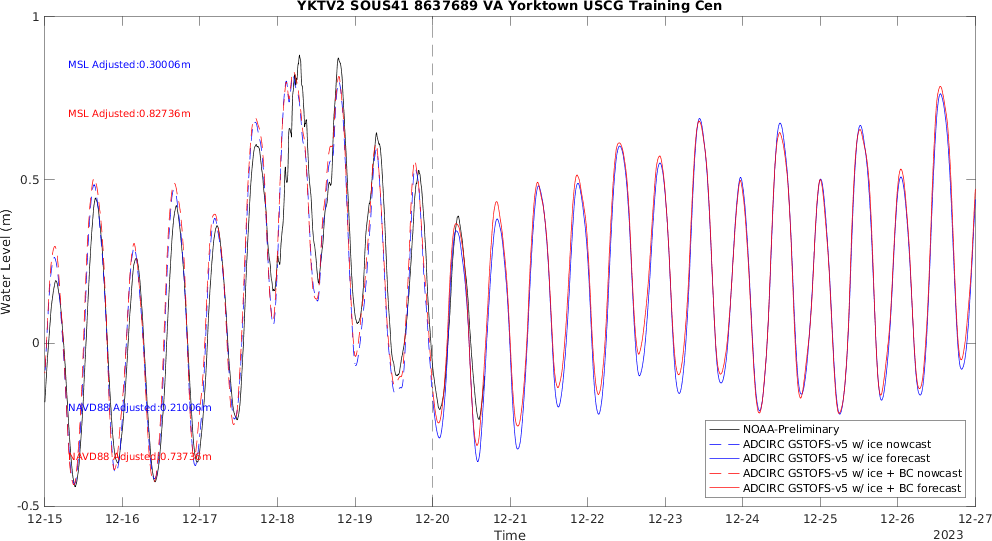 YKTV2 SOUS41 8637689 VA Yorktown USCG Training Cen
1
MSL Adjusted:0.30006m
MSL Adjusted:0.82736m
0.5
Water Level (m)
0
NAVD88 Adjusted:0.21006m
NAVD88 Adjusted:0.73736m
-0.5
NOAA-Preliminary
ADCIRC GSTOFS-v5 w/ ice nowcast
ADCIRC GSTOFS-v5 w/ ice forecast
ADCIRC GSTOFS-v5 w/ ice + BC nowcast
ADCIRC GSTOFS-v5 w/ ice + BC forecast
12-15 12-16 12-17 12-18 12-19 12-20 12-21 12-22 12-23 12-24 12-25 12-26 12-27
Time
2023